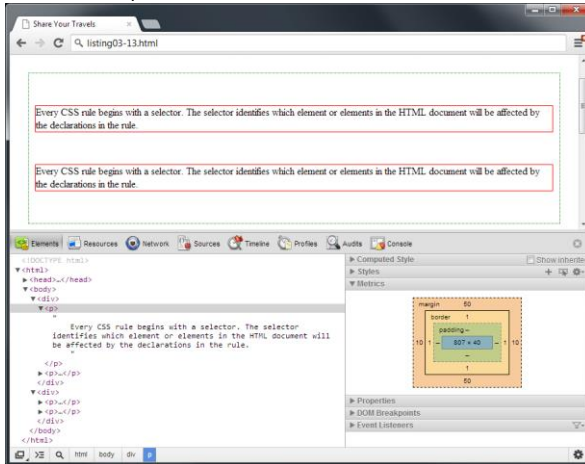 Share Your Travels
listing03-13.html
Every CSS rule begins with a selector. The selector identifies which element or elements in the HTML document will be affected by
the declarations in the rule.
Every CSS rule begins with a selector. The selector identifies which element or elements in the HTML document will be affected by
the declarations in the rule.
Elements Resources Network Sources Timeline Profiles Audits Console
<!DOCTYPE html>
▼<html>
▶<head>…</head>
▼<body>
▼<div>
▼<p>
"
Every CSS rule begins with a selector. The selector
identifies which element or elements in the HTML document will
be affected by the declarations in the rule.
"
</p>
▶<p>…</p>
</div>
▼<div>
▶<p>…</p>
▶<p>…</p>
</div>
</body>
</html>
▶ Computed Style Show inherite
▶ Styles
▼ Metrics
margin 50
border 1
padding –
10 1 – 807 × 40 – 1 10
–
1
50
▶ Properties
▶ DOM Breakpoints
▶ Event Listeners
html body div p